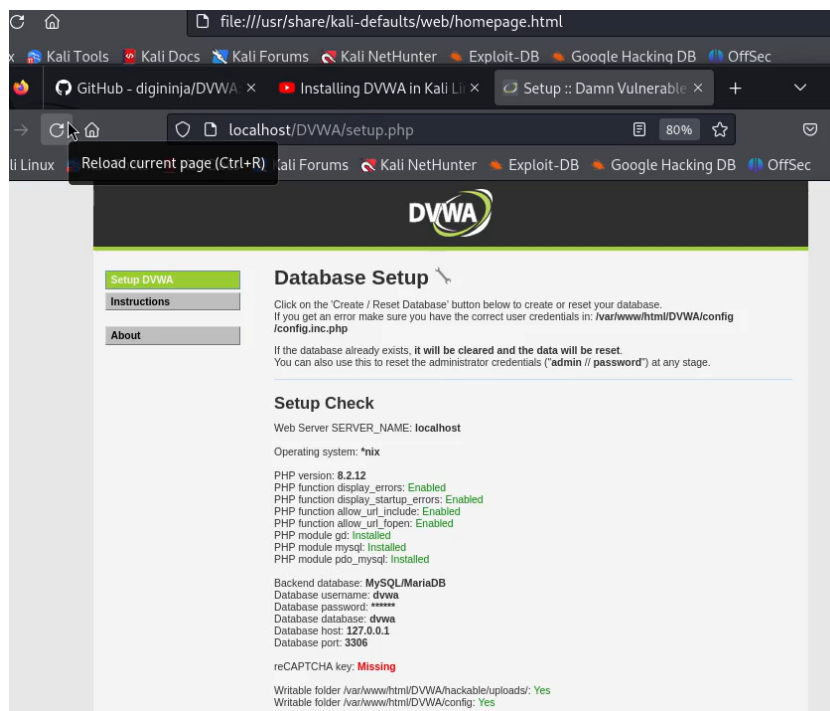 file:///usr/share/kali-defaults/web/homepage.html
x Kali Tools Kali Docs Kali Forums Kali NetHunter Exploit-DB Google Hacking DB OffSec
GitHub - digininja/DVWA: × Installing DVWA in Kali Li × Setup :: Damn Vulnerable × +
localhost/DVWA/setup.php 80%
li Linux Kali Forums Kali NetHunter Exploit-DB Google Hacking DB OffSec
Reload current page (Ctrl+R)
DVWA
Setup DVWA
Instructions
About
Database Setup
Click on the 'Create / Reset Database' button below to create or reset your database.
If you get an error make sure you have the correct user credentials in: /var/www/html/DVWA/config
/config.inc.php
If the database already exists, it will be cleared and the data will be reset.
You can also use this to reset the administrator credentials ("admin // password") at any stage.
Setup Check
Web Server SERVER_NAME: localhost
Operating system: *nix
PHP version: 8.2.12
PHP function display_errors: Enabled
PHP function display_startup_errors: Enabled
PHP function allow_url_include: Enabled
PHP function allow_url_fopen: Enabled
PHP module gd: Installed
PHP module mysql: Installed
PHP module pdo_mysql: Installed
Backend database: MySQL/MariaDB
Database username: dvwa
Database password: ******
Database database: dvwa
Database host: 127.0.0.1
Database port: 3306
reCAPTCHA key: Missing
Writable folder /var/www/html/DVWA/hackable/uploads/: Yes
Writable folder /var/www/html/DVWA/config: Yes